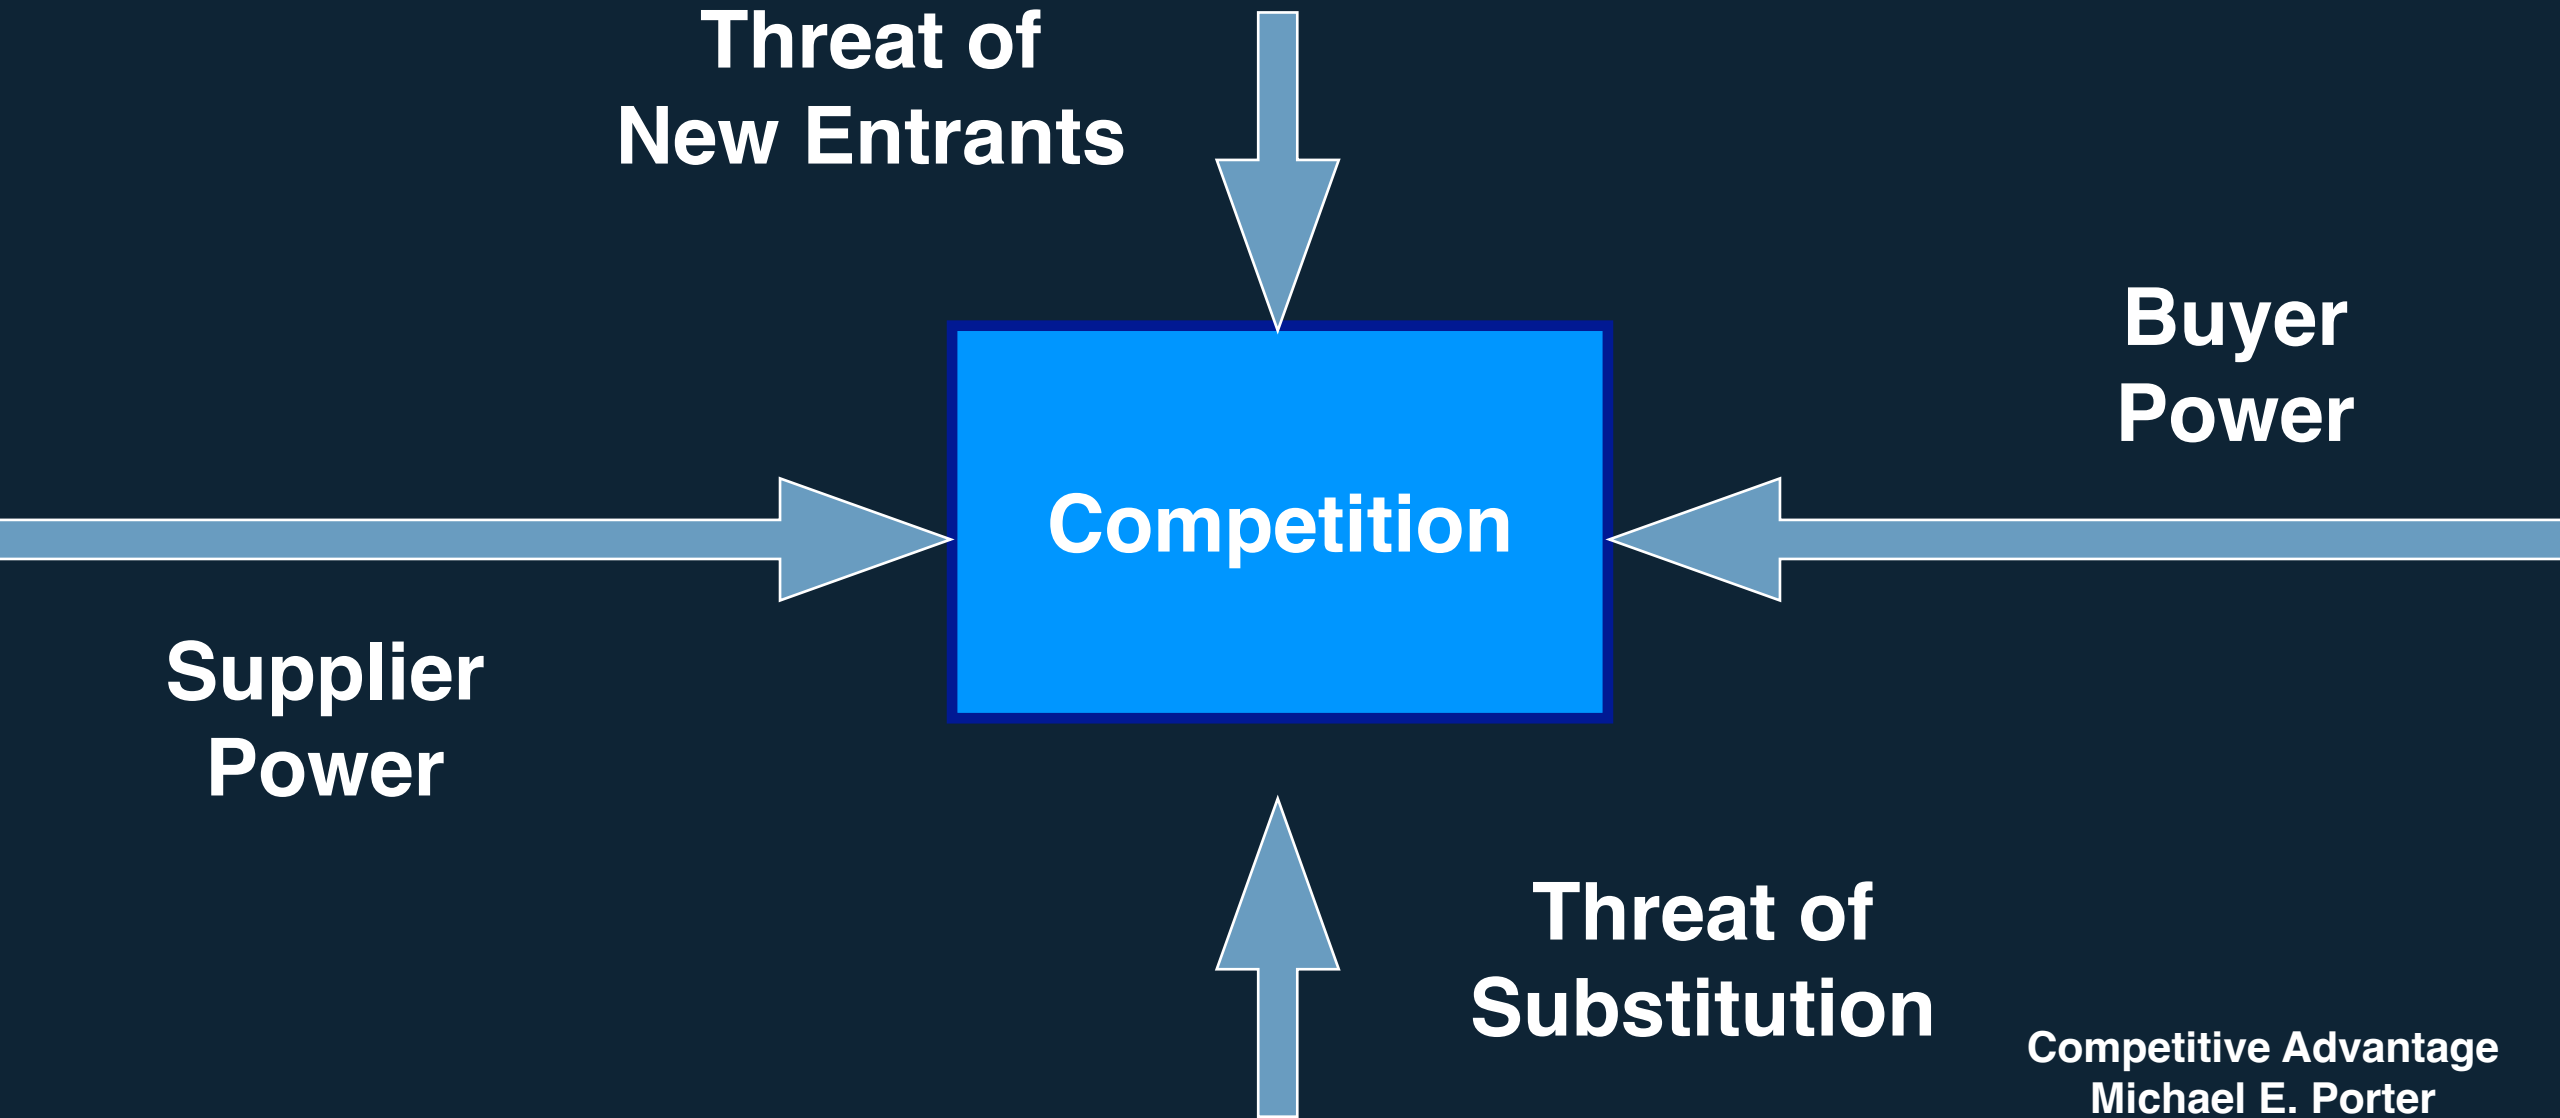 Threat of
New Entrants
Buyer
Power
Competition
Supplier
Power
Threat of
Substitution
Competitive Advantage
Michael E. Porter